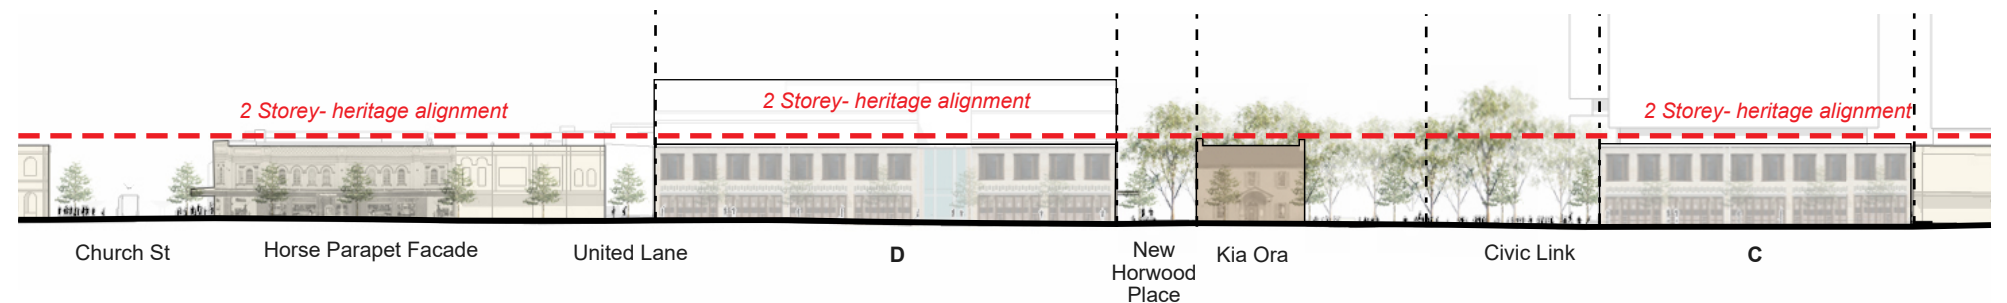 2 Storey- heritage alignment
2 Storey- heritage alignment
2 Storey- heritage alignment
Church St
Horse Parapet Facade
United Lane
D
New
Horwood
Place
Kia Ora
Civic Link
C